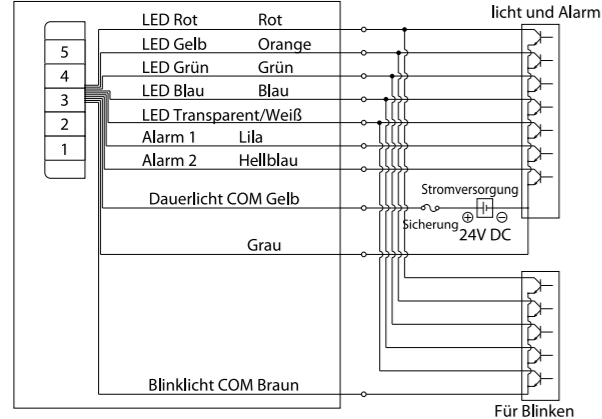 licht und Alarm
LED Rot Rot
LED Gelb Orange
LED Grün Grün
LED Blau Blau
LED Transparent/Weiß
Alarm 1 Lila
Alarm 2 Hellblau
5
4
3
2
1
Dauerlicht COM Gelb
Stromversorgung
Sicherung
⊕ ⊖
24V DC
Grau
Blinklicht COM Braun
Für Blinken